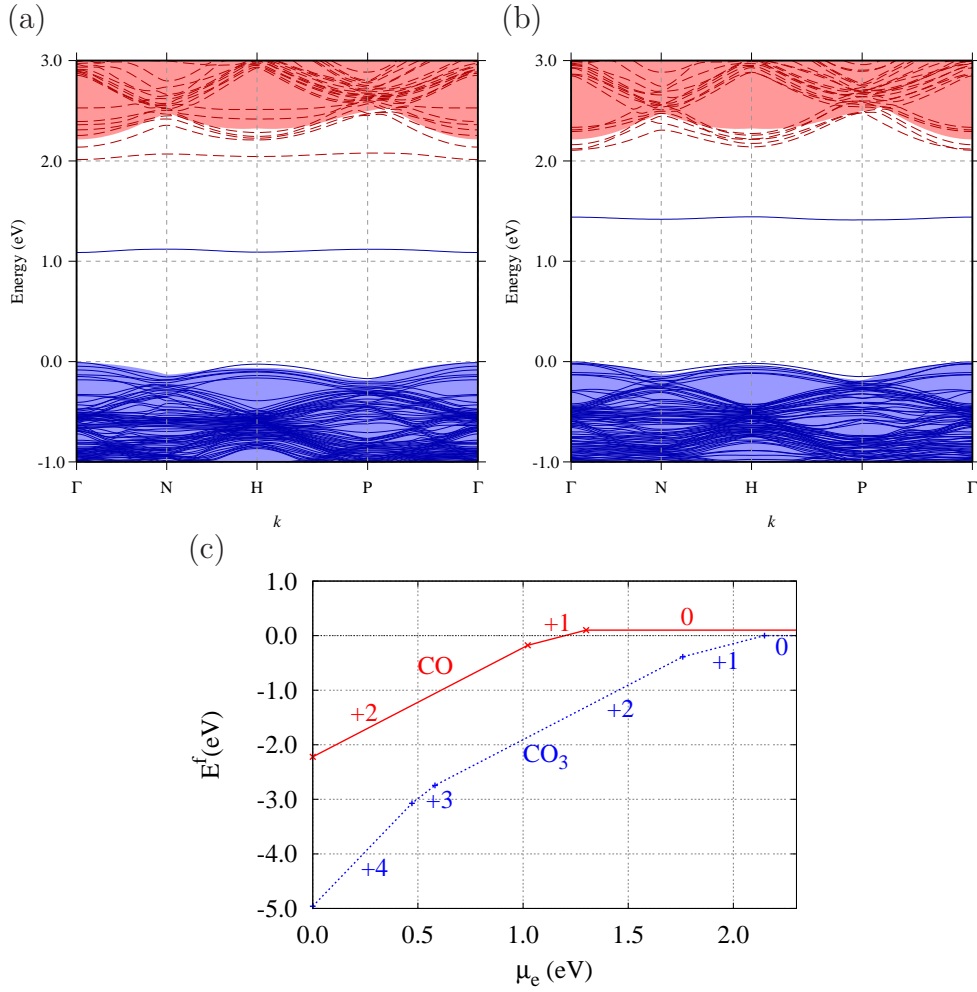 (a)
(b)
3.0
2.0
1.0
0.0
-1.0
Energy (eV)
Γ N H P Γ
k
3.0
2.0
1.0
0.0
-1.0
Energy (eV)
Γ N H P Γ
k
(c)
1.0
0.0
-1.0
-2.0
-3.0
-4.0
-5.0
E^f(eV)
+1
0
CO
+2
0
+1
+2
CO₃
+3
+4
0.0 0.5 1.0 1.5 2.0
μ_e (eV)